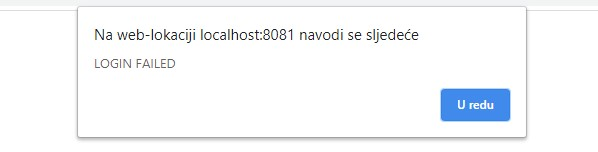 Na web-lokaciji localhost:8081 navodi se sljedeće
LOGIN FAILED
U redu